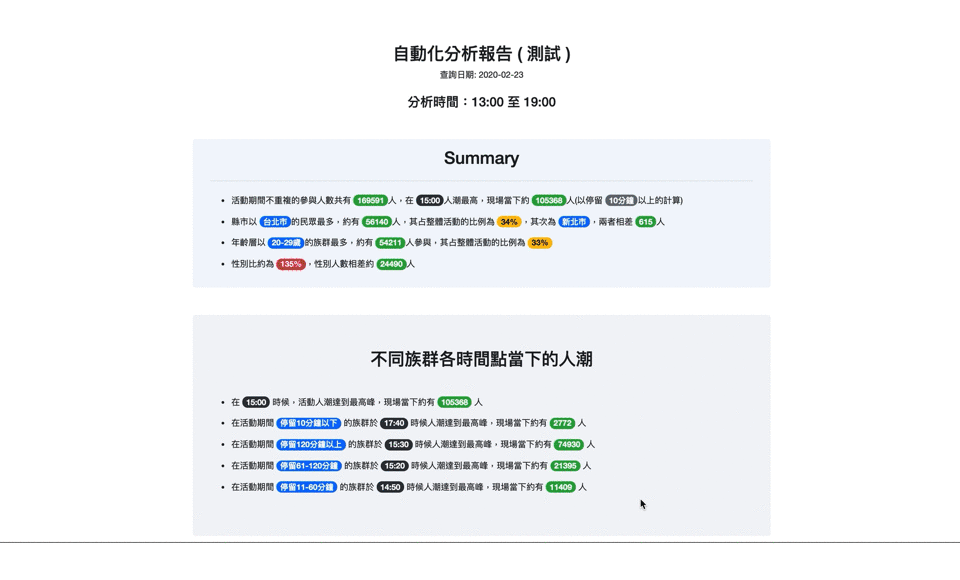 自動化分析報告 ( 測試 )
查詢日期: 2020-02-23
分析時間：13:00 至 19:00
Summary
活動期間不重複的參與人數共有 169591 人，在 15:00 人潮最高，現場當下約 105368 人(以停留 10分鐘 以上的計算)
縣市以 台北市 的民眾最多，約有 56140 人，其占整體活動的比例為 34% ，其次為 新北市 ，兩者相差 615 人
年齡層以 20-29歲 的族群最多，約有 54211 人參與，其占整體活動的比例為 33%
性別比約為 135% ，性別人數相差約 24490 人
不同族群各時間點當下的人潮
在 15:00 時候，活動人潮達到最高峰，現場當下約有 105368 人
在活動期間 停留10分鐘以下 的族群於 17:40 時候人潮達到最高峰，現場當下約有 2772 人
在活動期間 停留120分鐘以上 的族群於 15:30 時候人潮達到最高峰，現場當下約有 74930 人
在活動期間 停留61-120分鐘 的族群於 15:20 時候人潮達到最高峰，現場當下約有 21395 人
在活動期間 停留11-60分鐘 的族群於 14:50 時候人潮達到最高峰，現場當下約有 11409 人